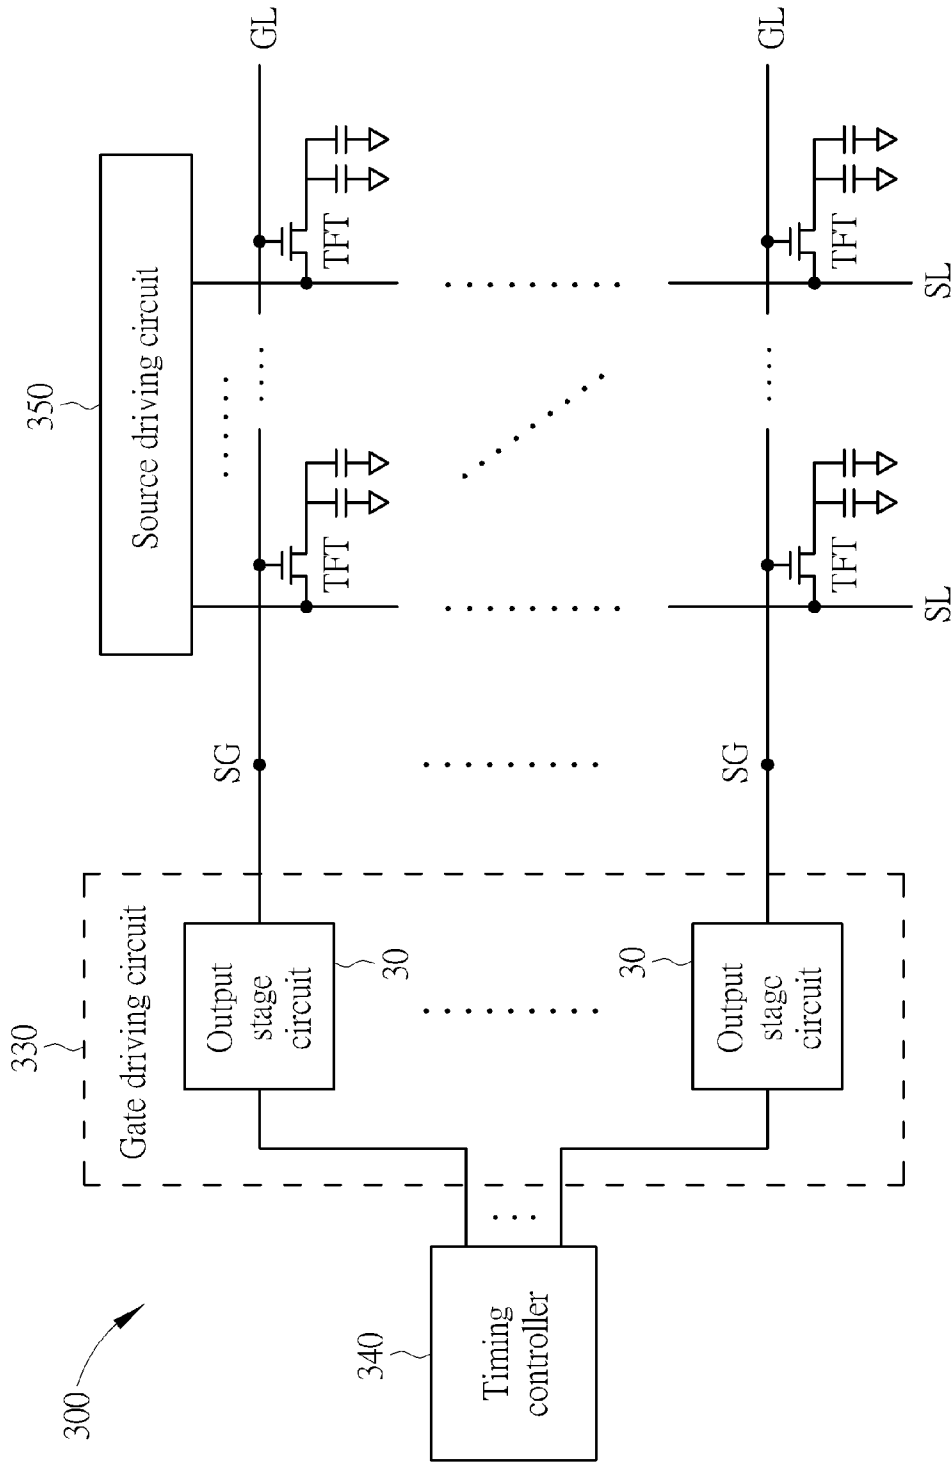 300
340
Timing
controller
330
Gate driving circuit
Output
stage
circuit
30
30
Output
stagc
circuit
SG
SG
350
Source driving circuit
TFT
TFT
TFT
TFT
SL
SL
GL
GL